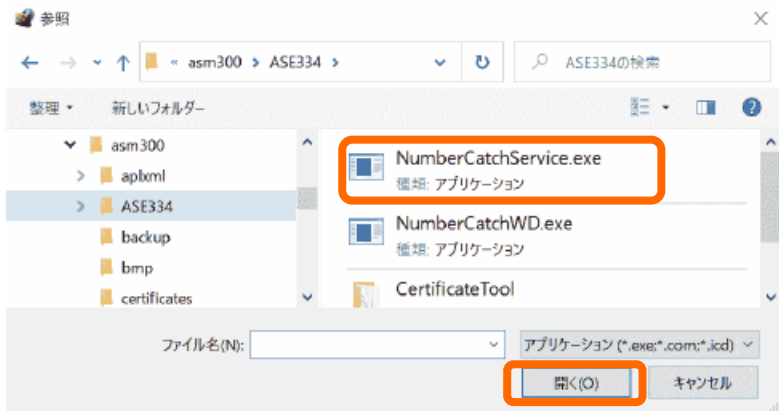 参照
« asm300 > ASE334 >
ASE334の検索
整理
新しいフォルダー
asm300
aplxml
ASE334
backup
bmp
certificates
NumberCatchService.exe
種類: アプリケーション
NumberCatchWD.exe
種類: アプリケーション
CertificateTool
ファイル名(N):
アプリケーション (*.exe;*.com;*.icd)
開く(O)
キャンセル